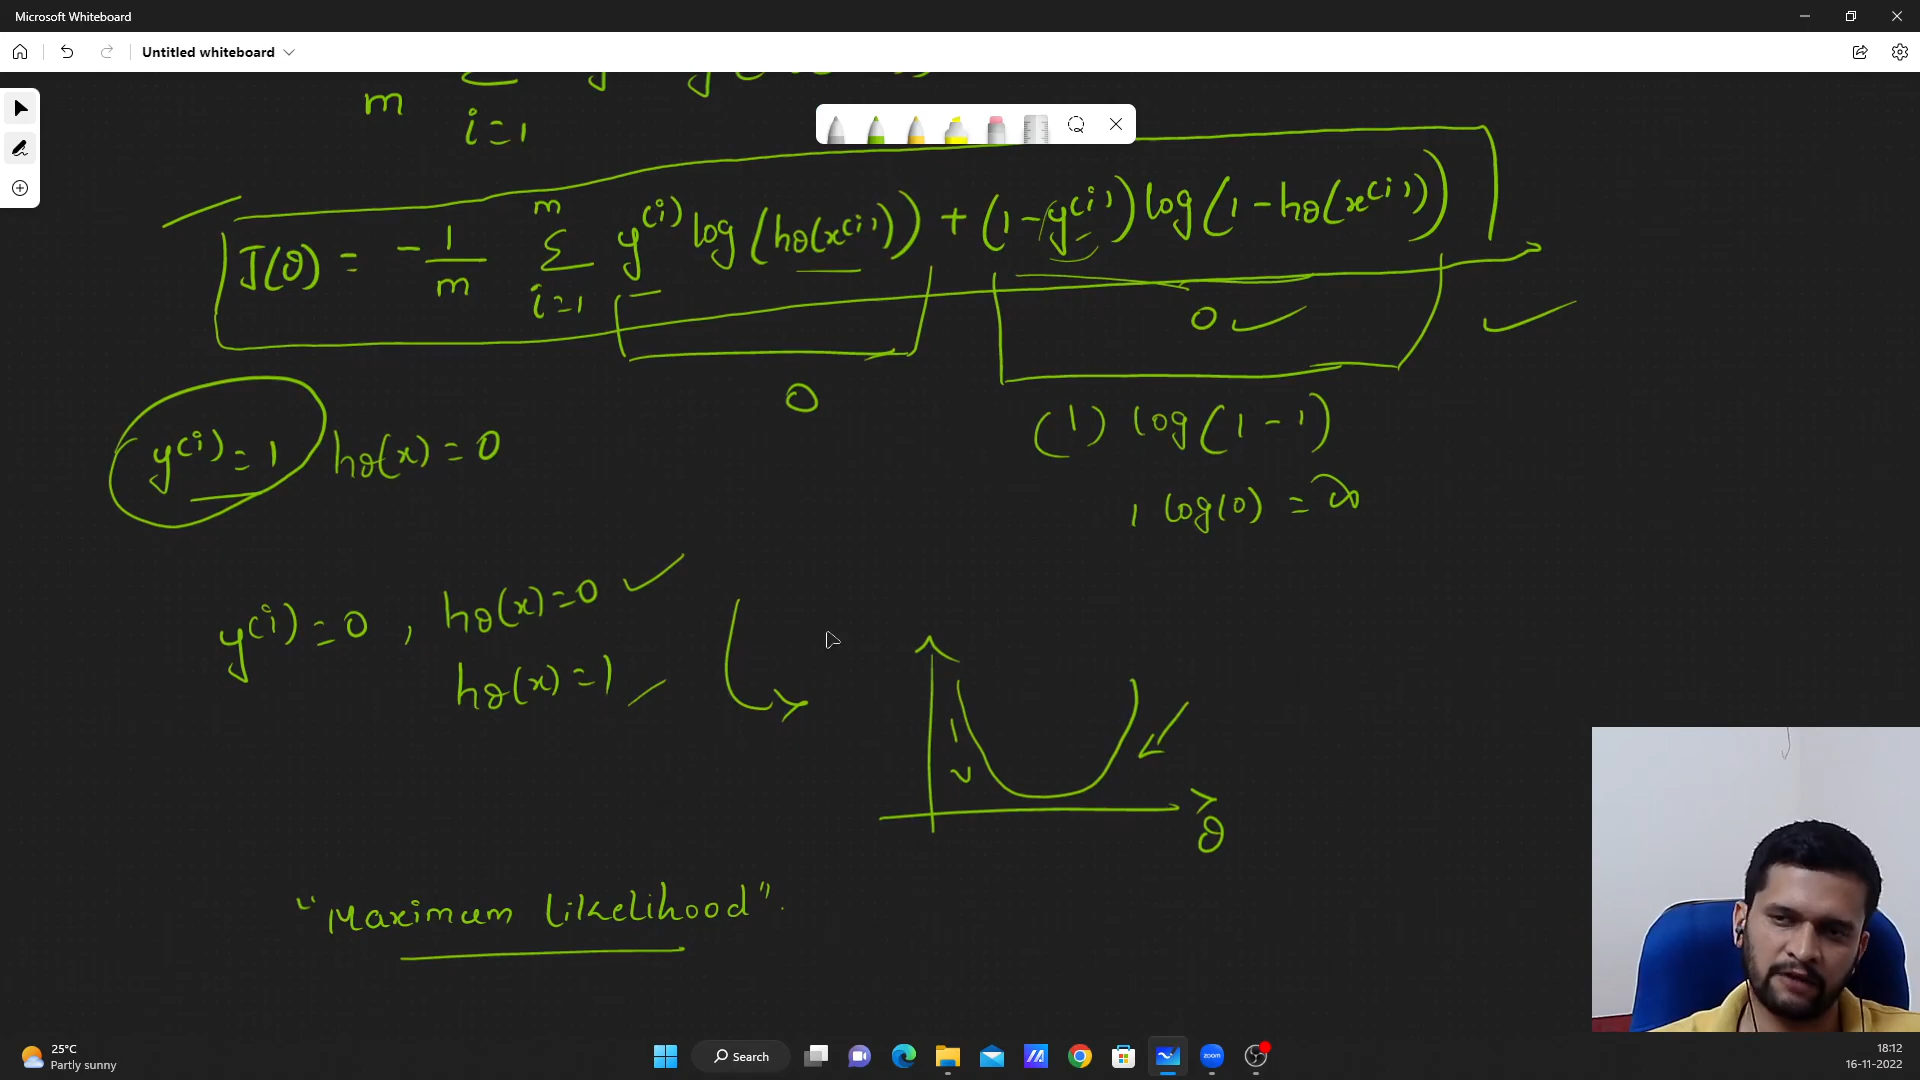 Microsoft Whiteboard
Untitled whiteboard
m
i=1
J(θ) = -1/m m Σ i=1 y(i) log(hθ(x(i))) + (1-y(i)) log(1-hθ(x(i)))
0
0
y(i)=1 hθ(x)=0
(1) log(1-1)
1 log(0) = ∞
y(i)=0, hθ(x)=0
hθ(x)=1
θ
"Maximum Likelihood".
25°C
Partly sunny
Search
zoom
18:12
16-11-2022